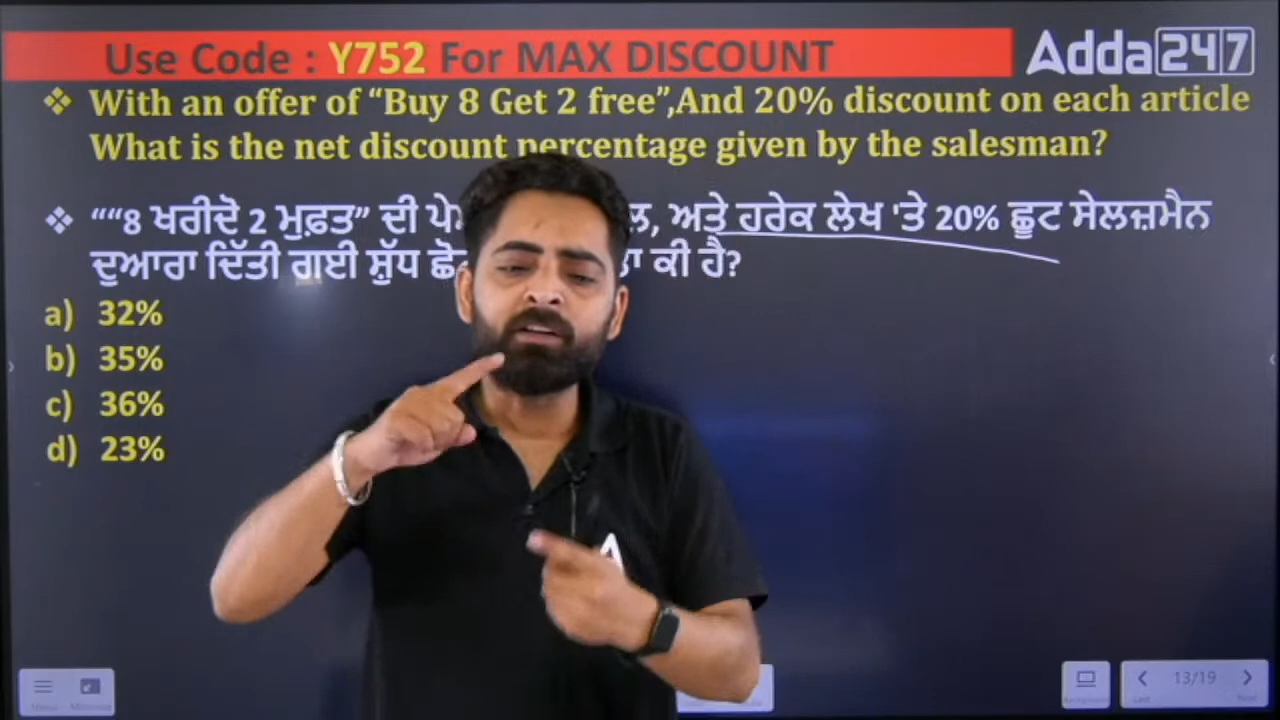 Use Code : Y752 For MAX DISCOUNT
Adda247
❖ With an offer of “Buy 8 Get 2 free”,And 20% discount on each article
What is the net discount percentage given by the salesman?
❖ ““8 ਖਰੀਦੋ 2 ਮੁਫ਼ਤ” ਦੀ ਅਤੇ ਹਰੇਕ ਲੇਖ 'ਤੇ 20% ਛੂਟ ਸੇਲਜ਼ਮੈਨ
ਦੁਆਰਾ ਦਿੱਤੀ ਗਈ ਸ਼ੁੱਧ ਕੀ ਹੈ?
a) 32%
b) 35%
c) 36%
d) 23%
13/19